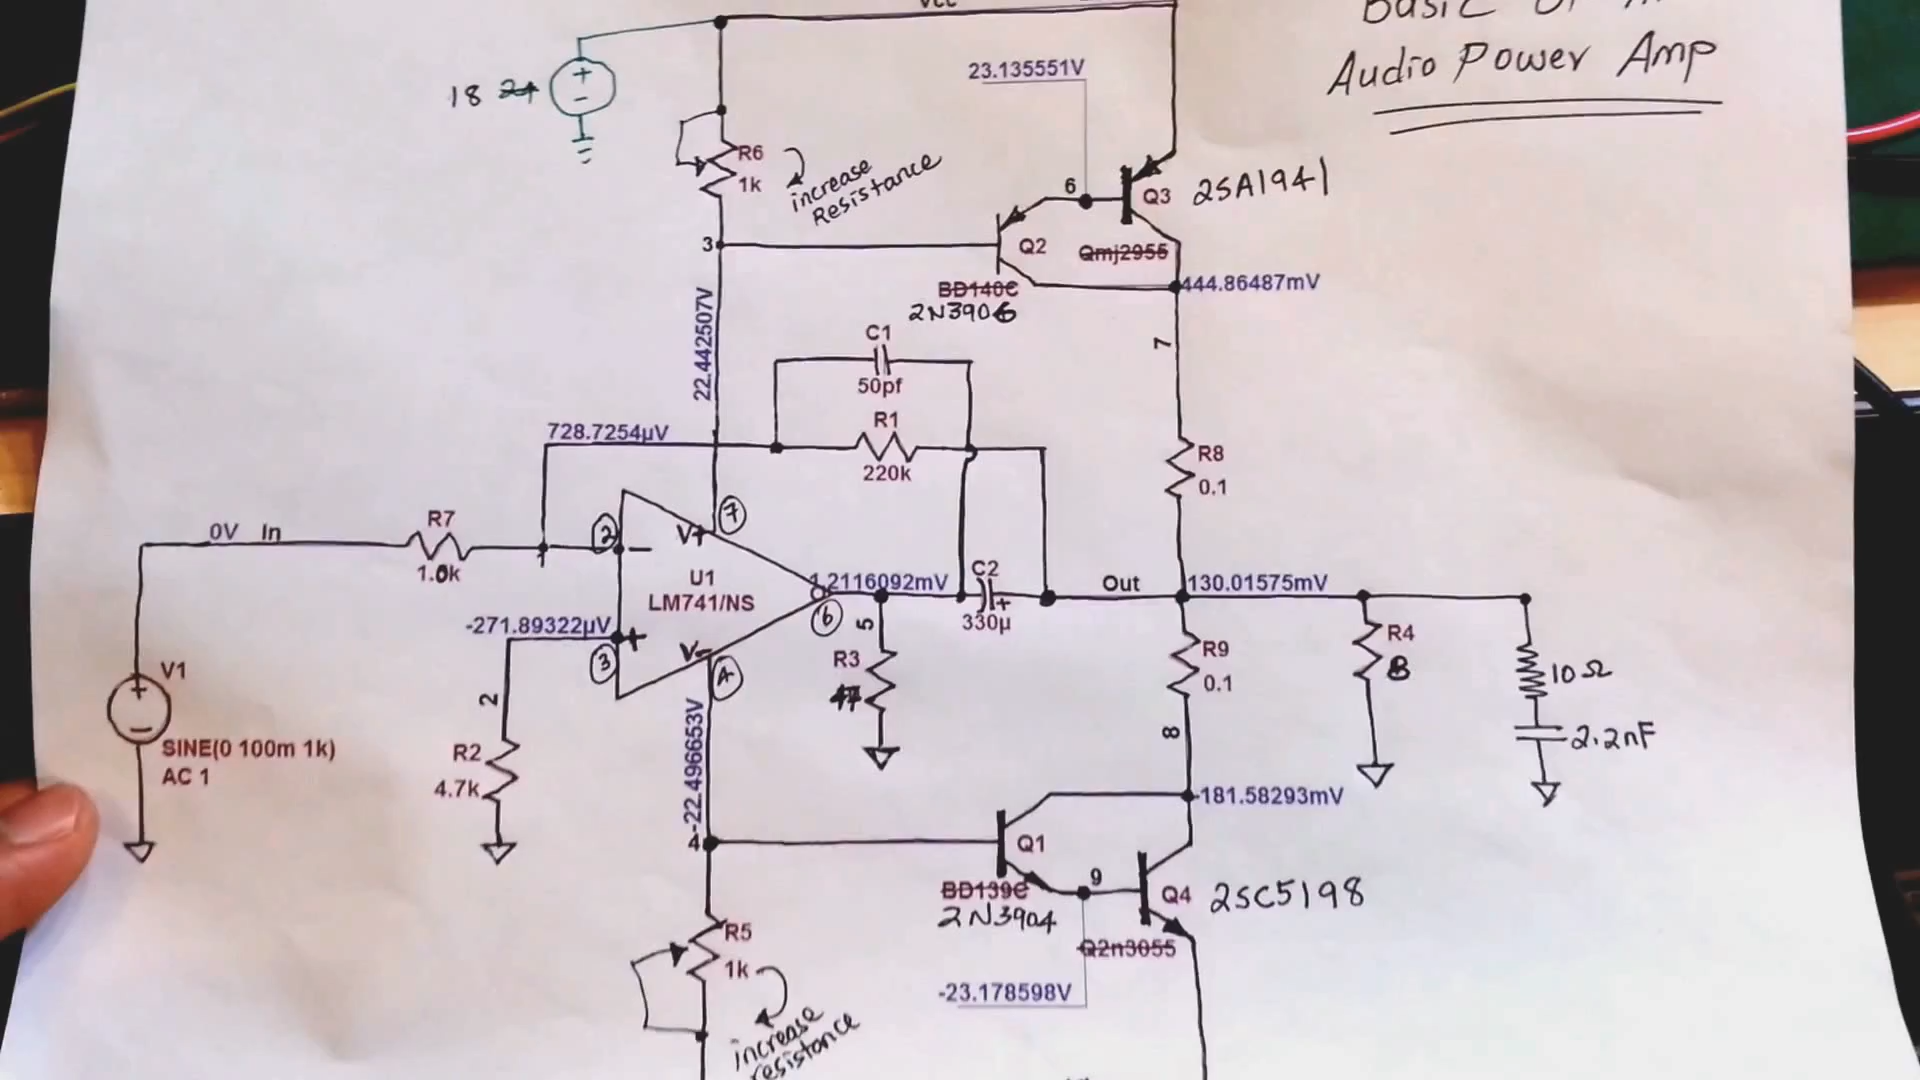 Vcc
Audio Power Amp
18 24
23.135551V
R6
1k
increase
Resistance
6
Q3
2SA1941
3
Q2
Qmj2955
BD140C
2N3906
444.86487mV
22.442507V
7
C1
50pf
728.7254µV
R1
220k
R8
0.1
0V In
R7
1.0k
1
2
7
V+
U1
LM741/NS
1.2116092mV
C2
+
330µ
Out
130.01575mV
6
5
-271.89322µV
+
3
V-
4
R3
47
R9
0.1
R4
8
10Ω
2.2nF
V1
SINE(0 100m 1k)
AC 1
2
R2
4.7k
-22.496653V
8
-181.58293mV
4
Q1
BD139C
2N3904
9
Q4
2SC5198
Q2n3055
R5
1k
-23.178598V
increase
resistance